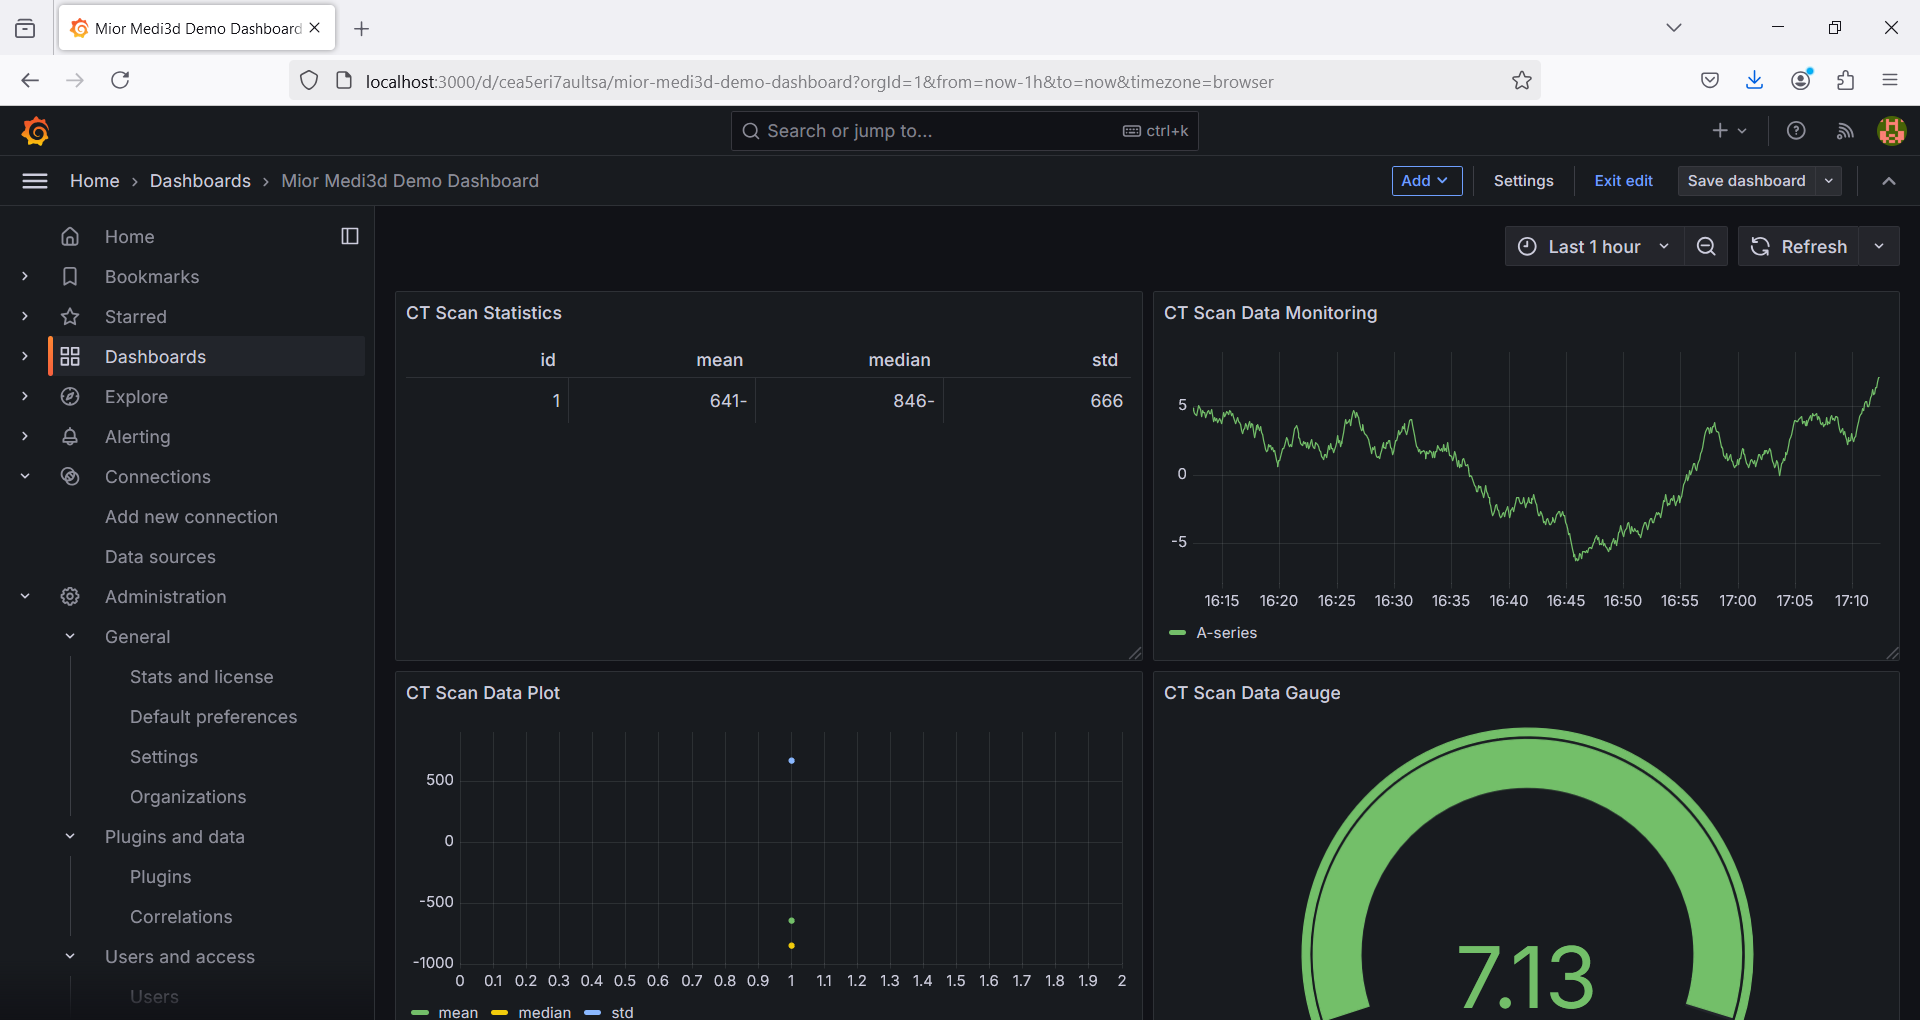 Mior Medi3d Demo Dashboard
localhost:3000/d/cea5eri7aultsa/mior-medi3d-demo-dashboard?orgId=1&from=now-1h&to=now&timezone=browser
Search or jump to... ctrl+k
Home › Dashboards › Mior Medi3d Demo Dashboard
Add Settings Exit edit Save dashboard
Home
Bookmarks
Starred
Dashboards
Explore
Alerting
Connections
Add new connection
Data sources
Administration
General
Stats and license
Default preferences
Settings
Organizations
Plugins and data
Plugins
Correlations
Users and access
Users
Last 1 hour Refresh
CT Scan Statistics
id mean median std
1 641- 846- 666
CT Scan Data Monitoring
5
0
-5
16:15 16:20 16:25 16:30 16:35 16:40 16:45 16:50 16:55 17:00 17:05 17:10
A-series
CT Scan Data Plot
500
0
-500
-1000
0 0.1 0.2 0.3 0.4 0.5 0.6 0.7 0.8 0.9 1 1.1 1.2 1.3 1.4 1.5 1.6 1.7 1.8 1.9 2
mean median std
CT Scan Data Gauge
7.13